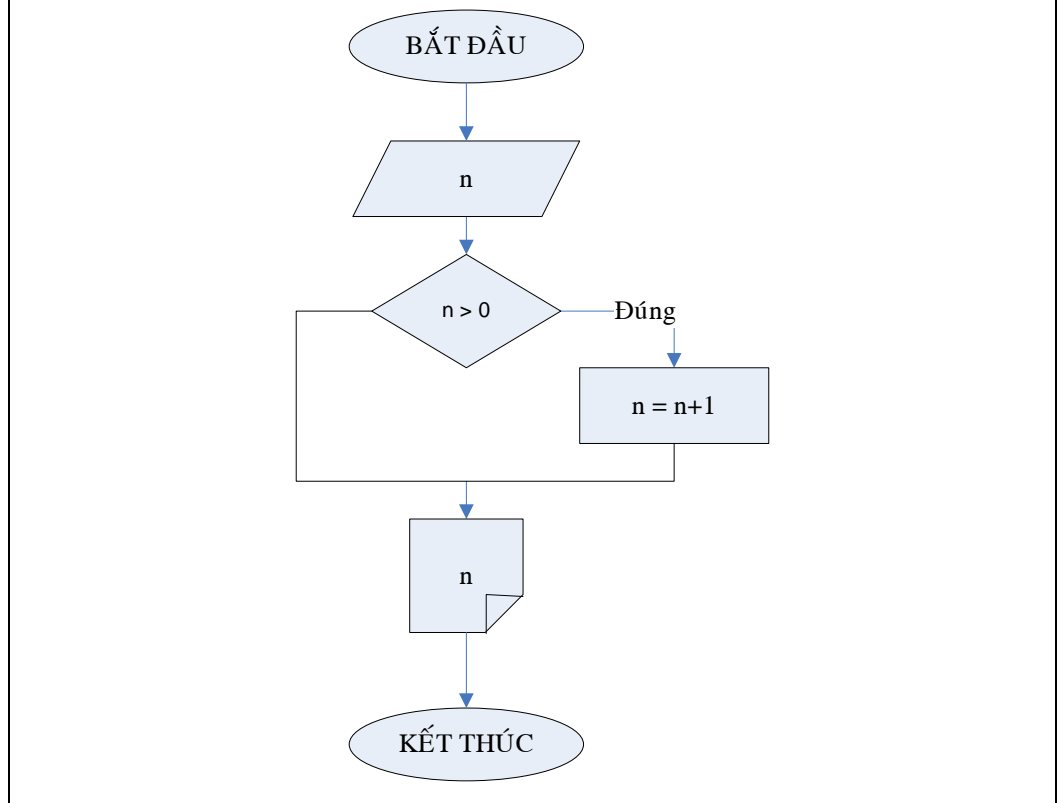 BẮT ĐẦU
n
n > 0
Đúng
n = n+1
n
KẾT THÚC